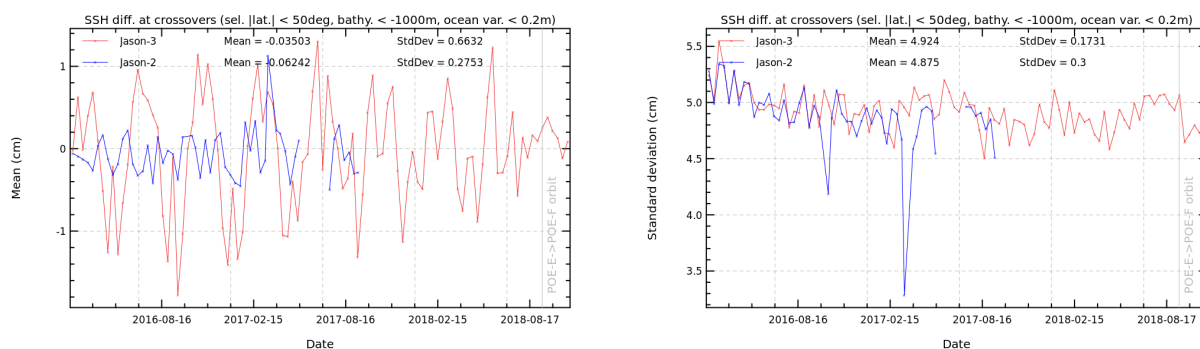 SSH diff. at crossovers (sel. |lat.| < 50deg, bathy. < -1000m, ocean var. < 0.2m)
Jason-3 Mean = -0.03503 StdDev = 0.6632
Jason-2 Mean = -0.06242 StdDev = 0.2753
1
0
-1
Mean (cm)
POE-E->POE-F orbit
2016-08-16 2017-02-15 2017-08-16 2018-02-15 2018-08-17
Date
SSH diff. at crossovers (sel. |lat.| < 50deg, bathy. < -1000m, ocean var. < 0.2m)
Jason-3 Mean = 4.924 StdDev = 0.1731
Jason-2 Mean = 4.875 StdDev = 0.3
5.5
5.0
4.5
4.0
3.5
Standard deviation (cm)
POE-E->POE-F orbit
2016-08-16 2017-02-15 2017-08-16 2018-02-15 2018-08-17
Date